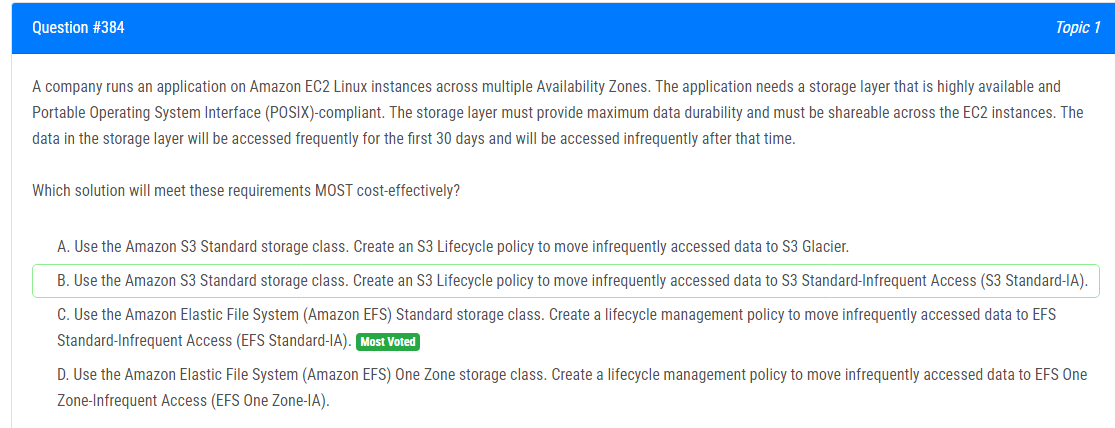 Question #384
Topic 1
A company runs an application on Amazon EC2 Linux instances across multiple Availability Zones. The application needs a storage layer that is highly available and
Portable Operating System Interface (POSIX)-compliant. The storage layer must provide maximum data durability and must be shareable across the EC2 instances. The
data in the storage layer will be accessed frequently for the first 30 days and will be accessed infrequently after that time.
Which solution will meet these requirements MOST cost-effectively?
A. Use the Amazon S3 Standard storage class. Create an S3 Lifecycle policy to move infrequently accessed data to S3 Glacier.
B. Use the Amazon S3 Standard storage class. Create an S3 Lifecycle policy to move infrequently accessed data to S3 Standard-Infrequent Access (S3 Standard-IA).
C. Use the Amazon Elastic File System (Amazon EFS) Standard storage class. Create a lifecycle management policy to move infrequently accessed data to EFS
Standard-Infrequent Access (EFS Standard-IA). Most Voted
D. Use the Amazon Elastic File System (Amazon EFS) One Zone storage class. Create a lifecycle management policy to move infrequently accessed data to EFS One
Zone-Infrequent Access (EFS One Zone-IA).